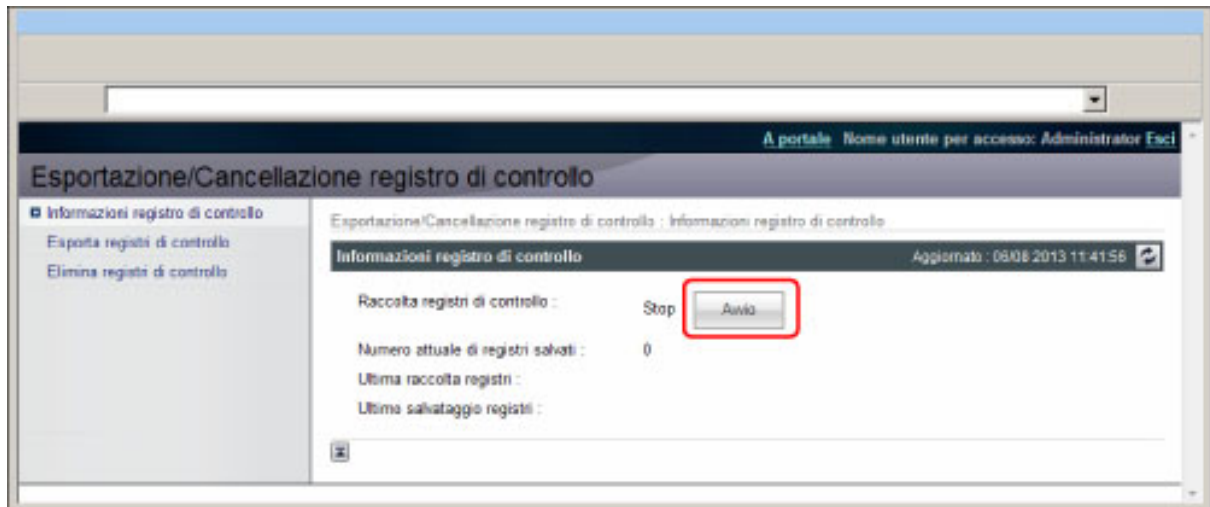 A portale Nome utente per accesso: Administrator Esci
Esportazione/Cancellazione registro di controllo
Informazioni registro di controllo
Esporta registri di controllo
Elimina registri di controllo
Esportazione/Cancellazione registro di controllo : Informazioni registro di controllo
Informazioni registro di controllo Aggiornato : 06/08/2013 11:41:56
Raccolta registri di controllo : Stop Avvio
Numero attuale di registri salvati : 0
Ultima raccolta registri :
Ultimo salvataggio registri :